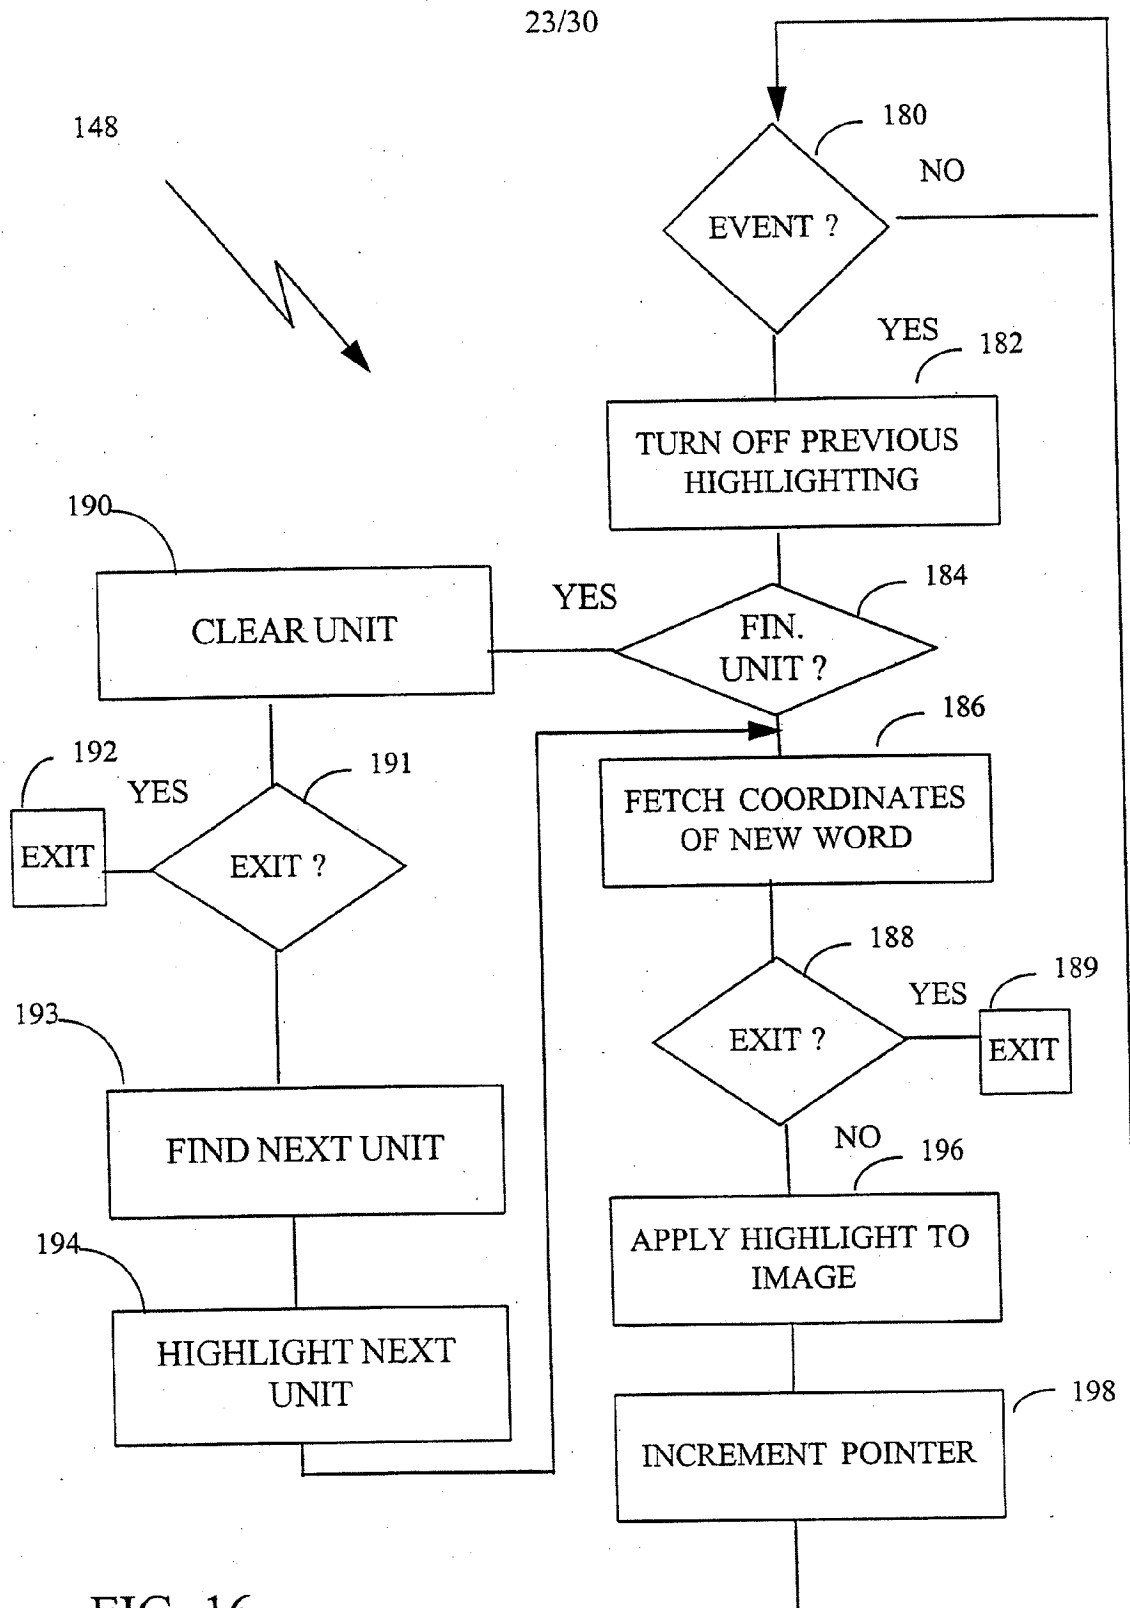 23/30
148
180
NO
EVENT ?
YES
182
TURN OFF PREVIOUS
HIGHLIGHTING
190
CLEAR UNIT
YES
184
FIN.
UNIT ?
186
FETCH COORDINATES
OF NEW WORD
192
YES
191
EXIT
EXIT ?
188
YES
189
EXIT ?
EXIT
193
FIND NEXT UNIT
NO
196
APPLY HIGHLIGHT TO
IMAGE
194
HIGHLIGHT NEXT
UNIT
198
INCREMENT POINTER
FIG. 16